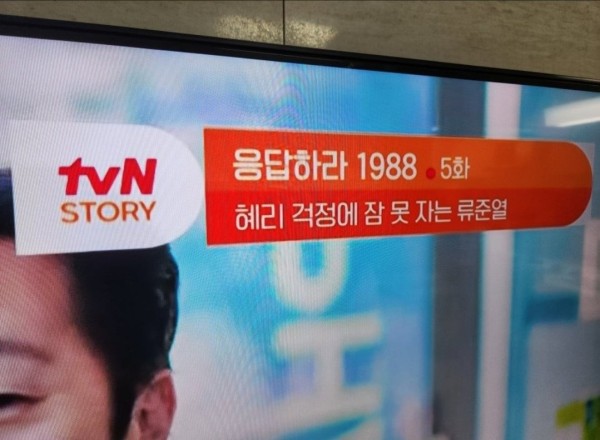 tvN
STORY
응답하라 1988 . 5화
혜리 걱정에 잠 못 자는 류준열